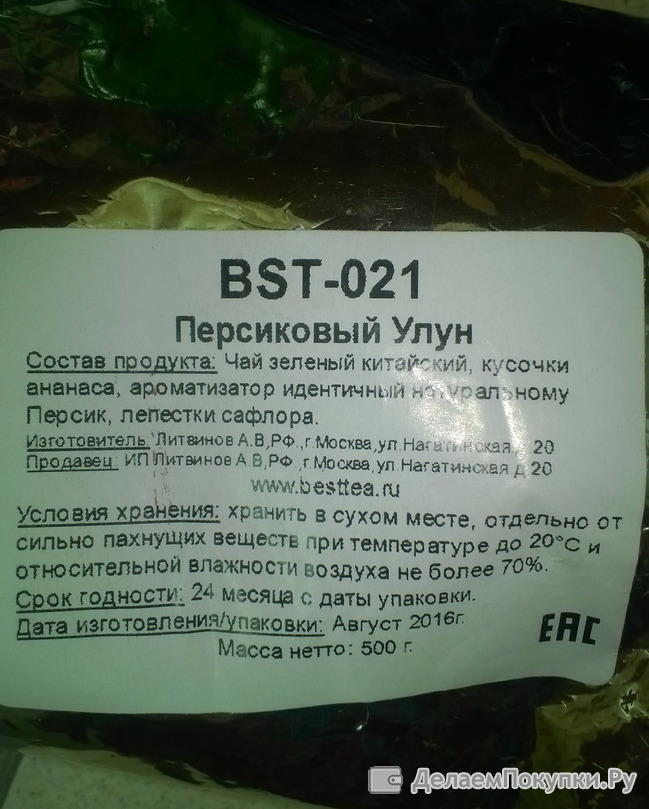 BST-021
Персиковый Улун
Состав продукта: Чай зеленый китайский, кусочки
ананаса, ароматизатор идентичный натуральному
Персик, лепестки сафлора.
Изготовитель: Литвинов А.В,РФ.,г.Москва,ул.Нагатинская,д. 20
Продавец: ИП Литвинов А.В,РФ.,г.Москва,ул.Нагатинская д.20
www.besttea.ru
Условия хранения: хранить в сухом месте, отдельно от
сильно пахнущих веществ при температуре до 20°С и
относительной влажности воздуха не более 70%.
Срок годности: 24 месяца с даты упаковки.
Дата изготовления/упаковки: Август 2016г.
Масса нетто: 500 г.
EAC
ДелаемПокупки.Ру